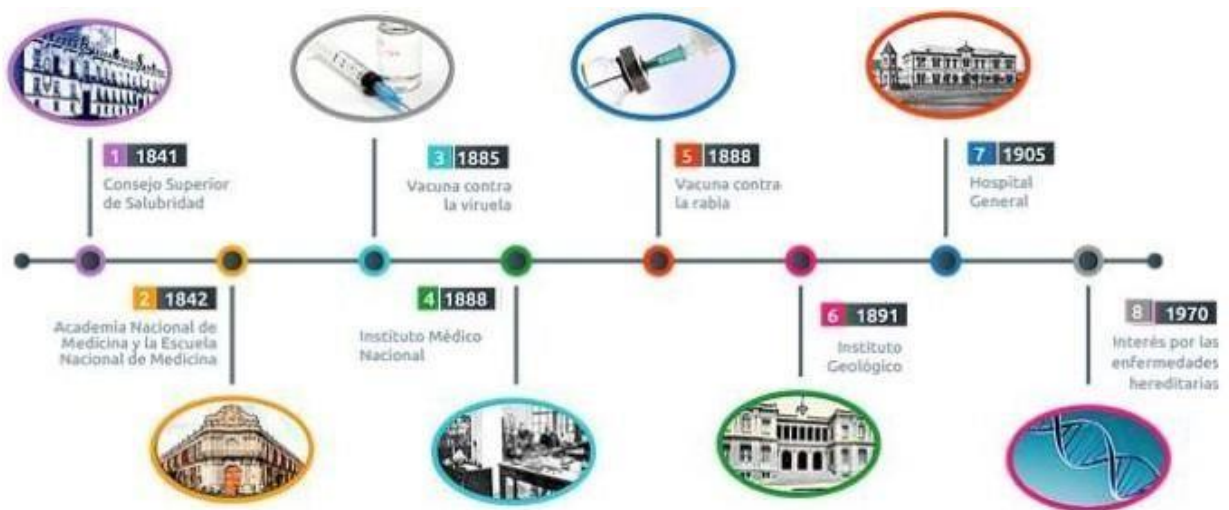 1 1841
Consejo Superior
de Salubridad
2 1842
Academia Nacional de
Medicina y la Escuela
Nacional de Medicina
3 1885
Vacuna contra
la viruela
4 1888
Instituto Médico
Nacional
5 1888
Vacuna contra
la rabia
6 1891
Instituto
Geológico
7 1905
Hospital
General
8 1970
Interés por las
enfermedades
hereditarias